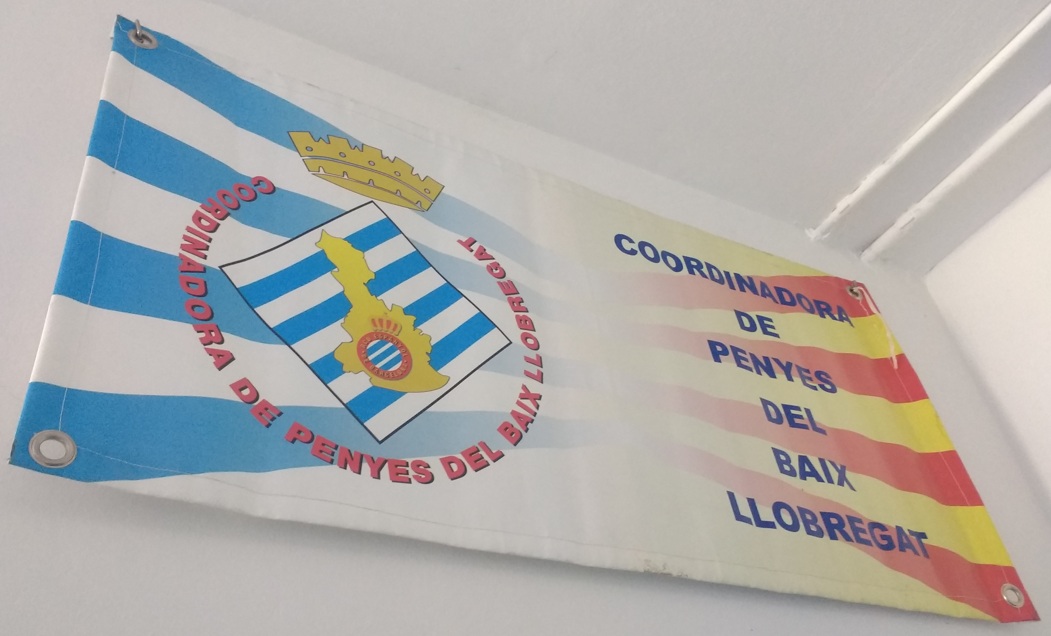 COORDINADORA DE PENYES DEL BAIX LLOBREGAT
COORDINADORA
DE
PENYES
DEL
BAIX
LLOBREGAT